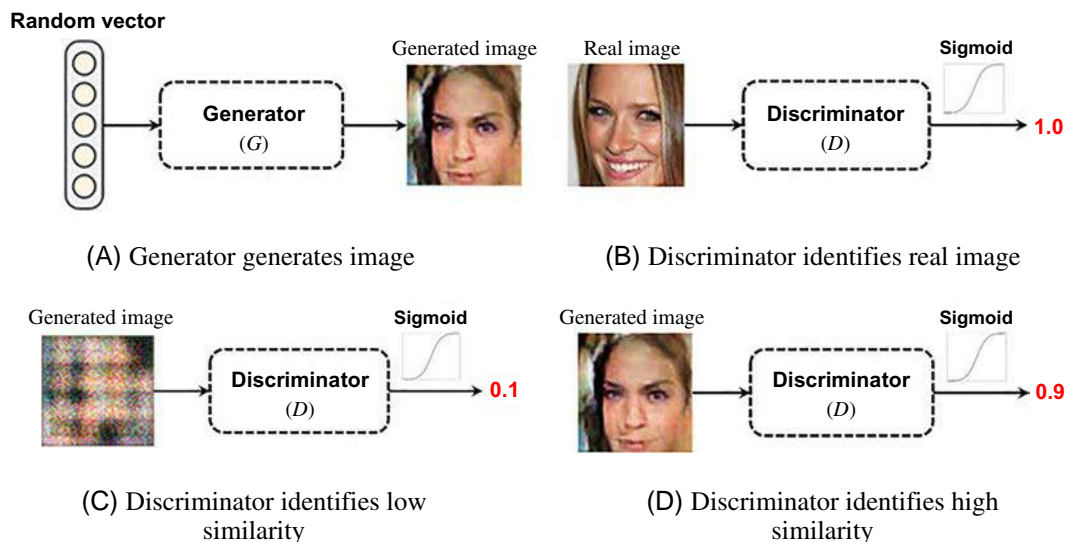 Random vector
Generator
(G)
Generated image
(A) Generator generates image
Real image
Discriminator
(D)
Sigmoid
1.0
(B) Discriminator identifies real image
Generated image
Discriminator
(D)
Sigmoid
0.1
(C) Discriminator identifies low
similarity
Generated image
Discriminator
(D)
Sigmoid
0.9
(D) Discriminator identifies high
similarity